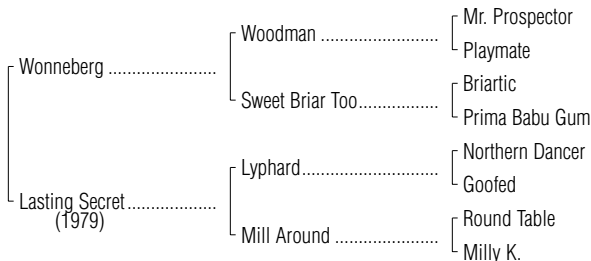 Mr. Prospector
Woodman ........................
Playmate
Wonneberg ......................
Briartic
Sweet Briar Too.................
Prima Babu Gum
Northern Dancer
Lyphard............................
Goofed
Lasting Secret..................
(1979)
Round Table
Mill Around .....................
Milly K.